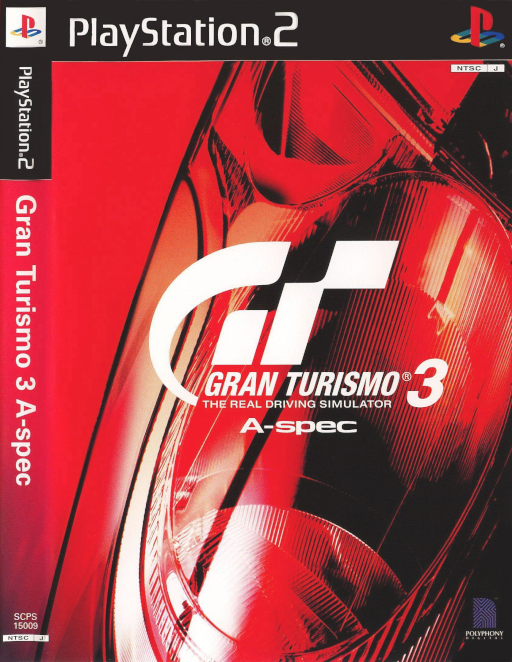 PlayStation®2
NTSC J
PlayStation®2
Gran Turismo 3 A-spec
SCPS
15009
NTSC J
GRAN TURISMO® 3
THE REAL DRIVING SIMULATOR
A-spec
POLYPHONY
DIGITAL